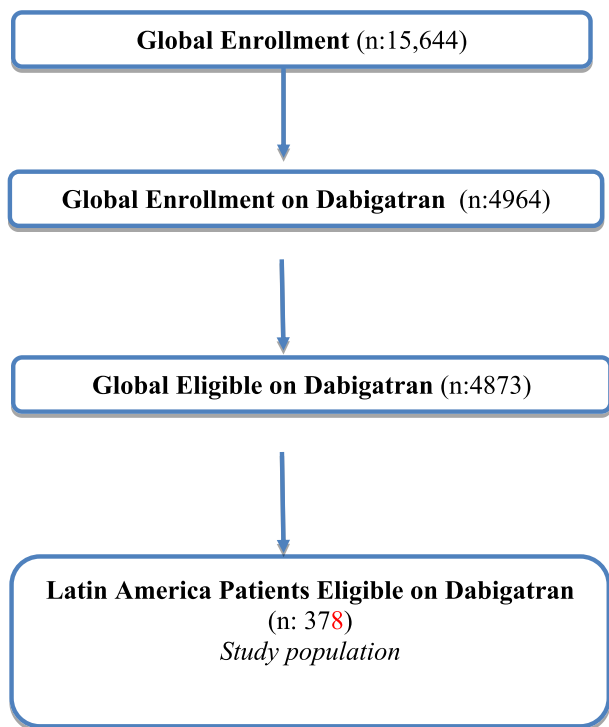 Global Enrollment (n:15,644)
Global Enrollment on Dabigatran (n:4964)
Global Eligible on Dabigatran (n:4873)
Latin America Patients Eligible on Dabigatran
(n: 378)
Study population